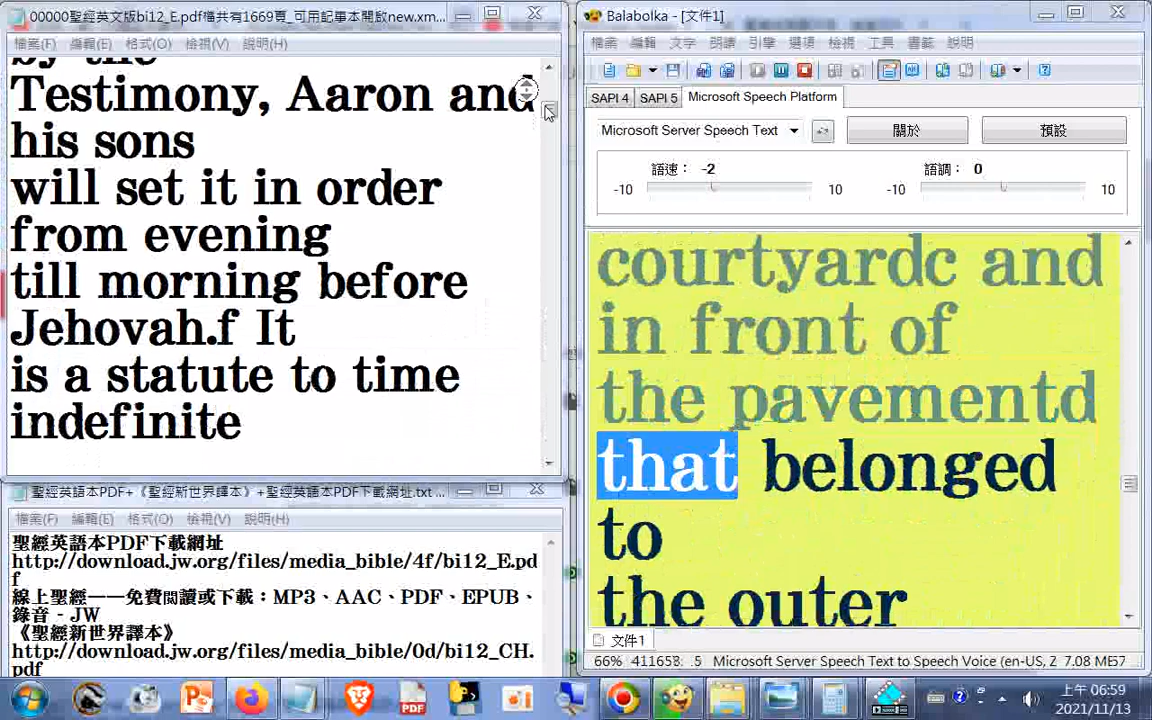 00000聖經英文版bi12_E.pdf檔共有1669頁_可用記事本開啟new.xm...
檔案(F) 編輯(E) 格式(O) 檢視(V) 說明(H)
by the
Testimony, Aaron and
his sons
will set it in order
from evening
till morning before
Jehovah.f It
is a statute to time
indefinite
聖經英語本PDF+《聖經新世界譯本》+聖經英語本PDF下載網址.txt ...
檔案(F) 編輯(E) 格式(O) 檢視(V) 說明(H)
聖經英語本PDF下載網址
http://download.jw.org/files/media_bible/4f/bi12_E.pd
f
線上聖經——免費閱讀或下載：MP3、AAC、PDF、EPUB、
錄音 - JW
《聖經新世界譯本》
http://download.jw.org/files/media_bible/0d/bi12_CH.
pdf
Balabolka - [文件1]
檔案 編輯 文字 朗讀 引擎 選項 檢視 工具 書籤 說明
SAPI 4 SAPI 5 Microsoft Speech Platform
Microsoft Server Speech Text 關於 預設
語速： -2 語調： 0
-10 10 -10 10
courtyardc and
in front of
the pavementd
that belonged
to
the outer
文件1
66% Microsoft Server Speech Text to Speech Voice (en-US, Z 7.08 MB
上午 06:59
2021/11/13